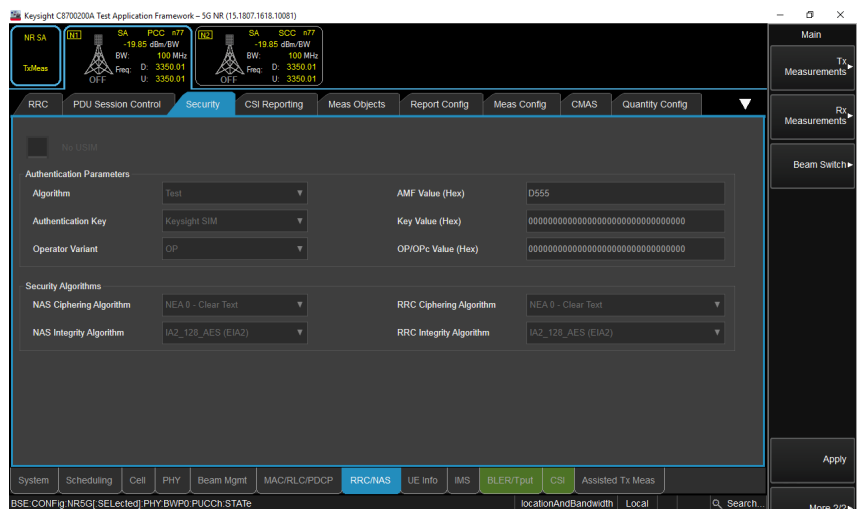 Keysight C8700200A Test Application Framework – 5G NR (15.1807.1618.10081)
NR SA
TxMeas
N1 SA PCC n77
-19.85 dBm/BW
BW: 100 MHz
Freq: D: 3350.01
U: 3350.01
OFF
N2 SA SCC n77
-19.85 dBm/BW
BW: 100 MHz
Freq: D: 3350.01
U: 3350.01
OFF
RRC PDU Session Control Security CSI Reporting Meas Objects Report Config Meas Config CMAS Quantity Config
No USIM
Authentication Parameters
Algorithm Test AMF Value (Hex) D555
Authentication Key Keysight SIM Key Value (Hex) 00000000000000000000000000000000
Operator Variant OP OP/OPc Value (Hex) 00000000000000000000000000000000
Security Algorithms
NAS Ciphering Algorithm NEA 0 - Clear Text RRC Ciphering Algorithm NEA 0 - Clear Text
NAS Integrity Algorithm IA2_128_AES (EIA2) RRC Integrity Algorithm IA2_128_AES (EIA2)
System Scheduling Cell PHY Beam Mgmt MAC/RLC/PDCP RRC/NAS UE Info IMS BLER/Tput CSI Assisted Tx Meas
BSE:CONFig:NR5G[:SELected]:PHY:BWP0:PUCCh:STATe locationAndBandwidth Local Search...
Main
Tx
Measurements
Rx
Measurements
Beam Switch
Apply
More 2/2